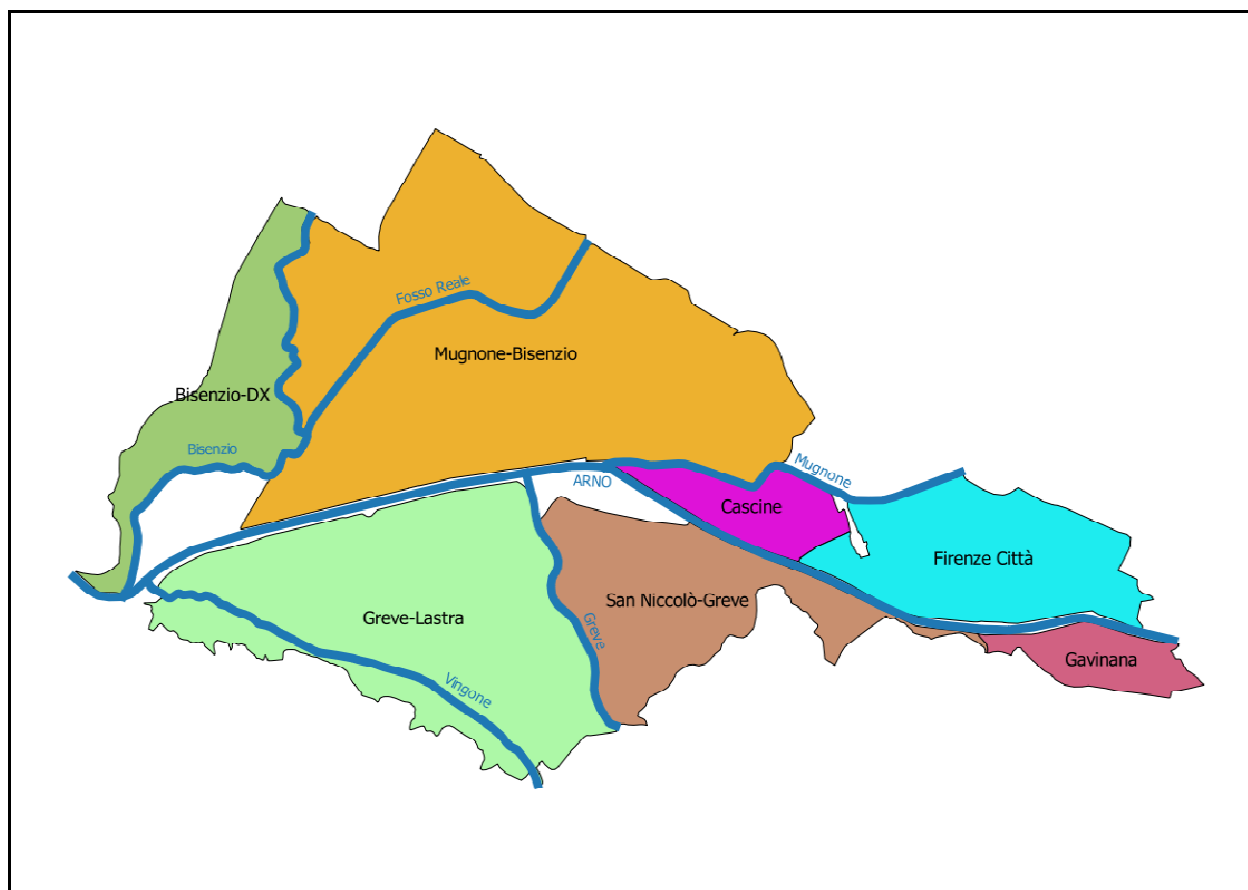 Fosso Reale
Mugnone-Bisenzio
Bisenzio-DX
Bisenzio
Mugnone
ARNO
Cascine
Firenze Città
San Niccolò-Greve
Greve-Lastra
Greve
Gavinana
Vingone